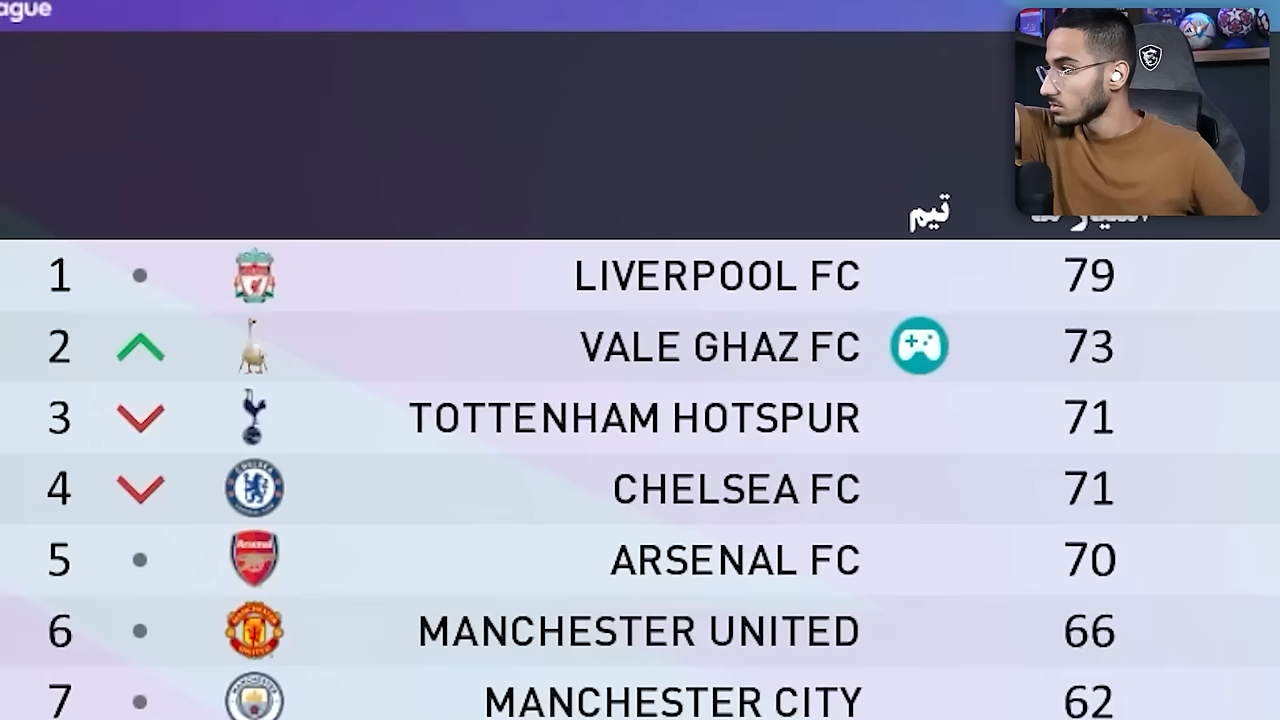 ague
تیم
1 LIVERPOOL FC 79
2 VALE GHAZ FC 73
3 TOTTENHAM HOTSPUR 71
4 CHELSEA FC 71
5 ARSENAL FC 70
6 MANCHESTER UNITED 66
7 MANCHESTER CITY 62